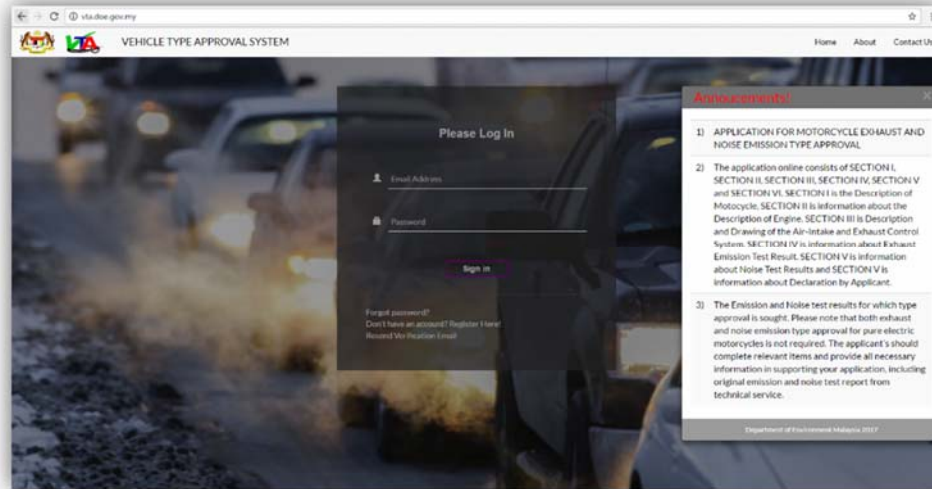 vta.doe.gov.my
VTA
VEHICLE TYPE APPROVAL SYSTEM
Home About Contact Us
Please Log In
Email Address
Password
Sign in
Forgot password?
Don't have an account? Register Here!
Resend Verification Email
Annoucements!
1) APPLICATION FOR MOTORCYCLE EXHAUST AND
NOISE EMISSION TYPE APPROVAL
2) The application online consists of SECTION I,
SECTION II, SECTION III, SECTION IV, SECTION V
and SECTION VI. SECTION I is the Description of
Motocycle, SECTION II is information about the
Description of Engine. SECTION III is Description
and Drawing of the Air-Intake and Exhaust Control
System. SECTION IV is information about Exhaust
Emission Test Result. SECTION V is information
about Noise Test Results and SECTION V is
information about Declaration by Applicant.
3) The Emission and Noise test results for which type
approval is sought. Please note that both exhaust
and noise emission type approval for pure electric
motorcycles is not required. The applicant's should
complete relevant items and provide all necessary
information in supporting your application, including
original emission and noise test report from
technical service.
Department of Environment Malaysia 2017